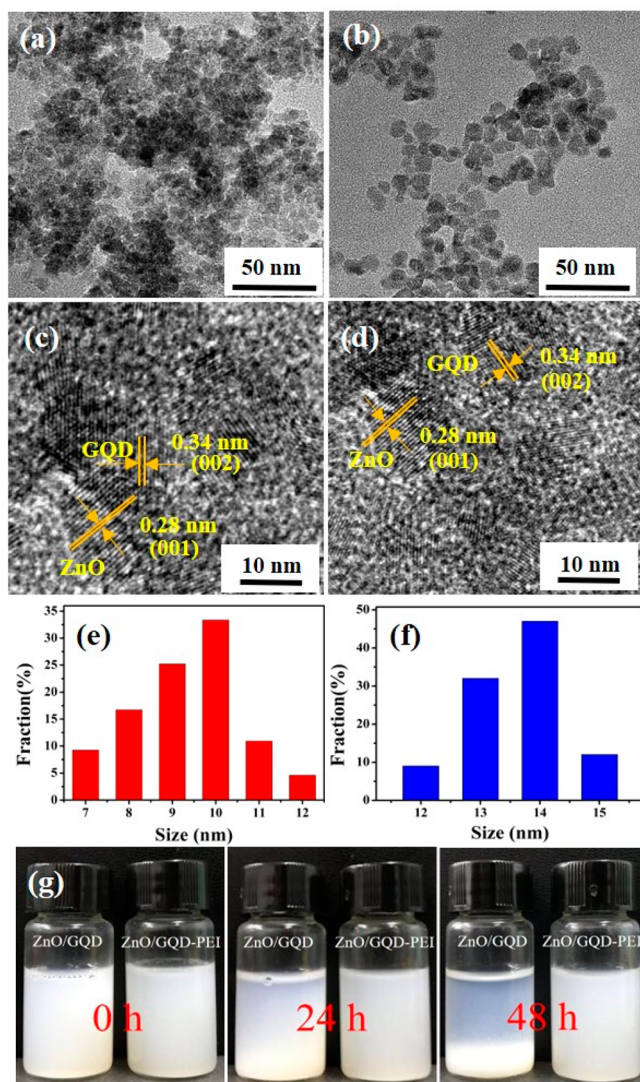 (a)
50 nm
(b)
50 nm
(c)
GQD
0.34 nm
(002)
0.28 nm
(001)
ZnO
10 nm
(d)
GQD
0.34 nm
(002)
0.28 nm
(001)
ZnO
10 nm
(e)
35
30
25
20
15
10
5
0
Fraction(%)
7 8 9 10 11 12
Size (nm)
(f)
50
40
30
20
10
0
Fraction(%)
12 13 14 15
Size (nm)
(g)
ZnO/GQD ZnO/GQD-PEI
0 h
ZnO/GQD ZnO/GQD-PEI
24 h
ZnO/GQD ZnO/GQD-PEI
48 h